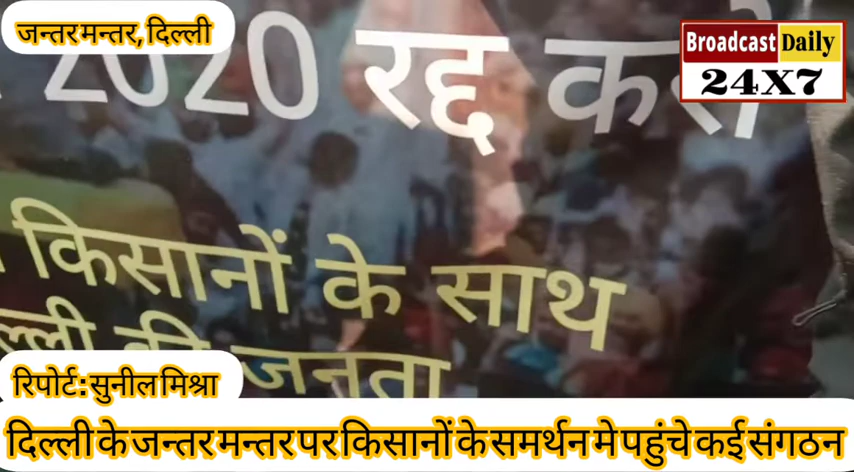 जन्तर मन्तर, दिल्ली
Broadcast Daily
24X7
2020 रद्द करो
किसानों के साथ
जनता
रिपोर्ट : सुनील मिश्रा
दिल्ली के जन्तर मन्तर पर किसानों के समर्थन मे पहुंचे कई संगठन